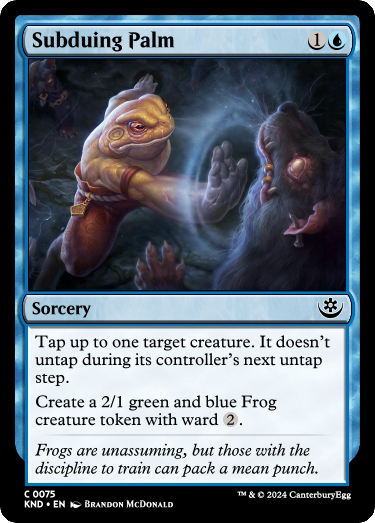 Subduing Palm 1
Sorcery
Tap up to one target creature. It doesn't
untap during its controller's next untap
step.
Create a 2/1 green and blue Frog
creature token with ward 2.
Frogs are unassuming, but those with the
discipline to train can pack a mean punch.
C 0075
KND • EN Brandon McDonald
™ & © 2024 CanterburyEgg